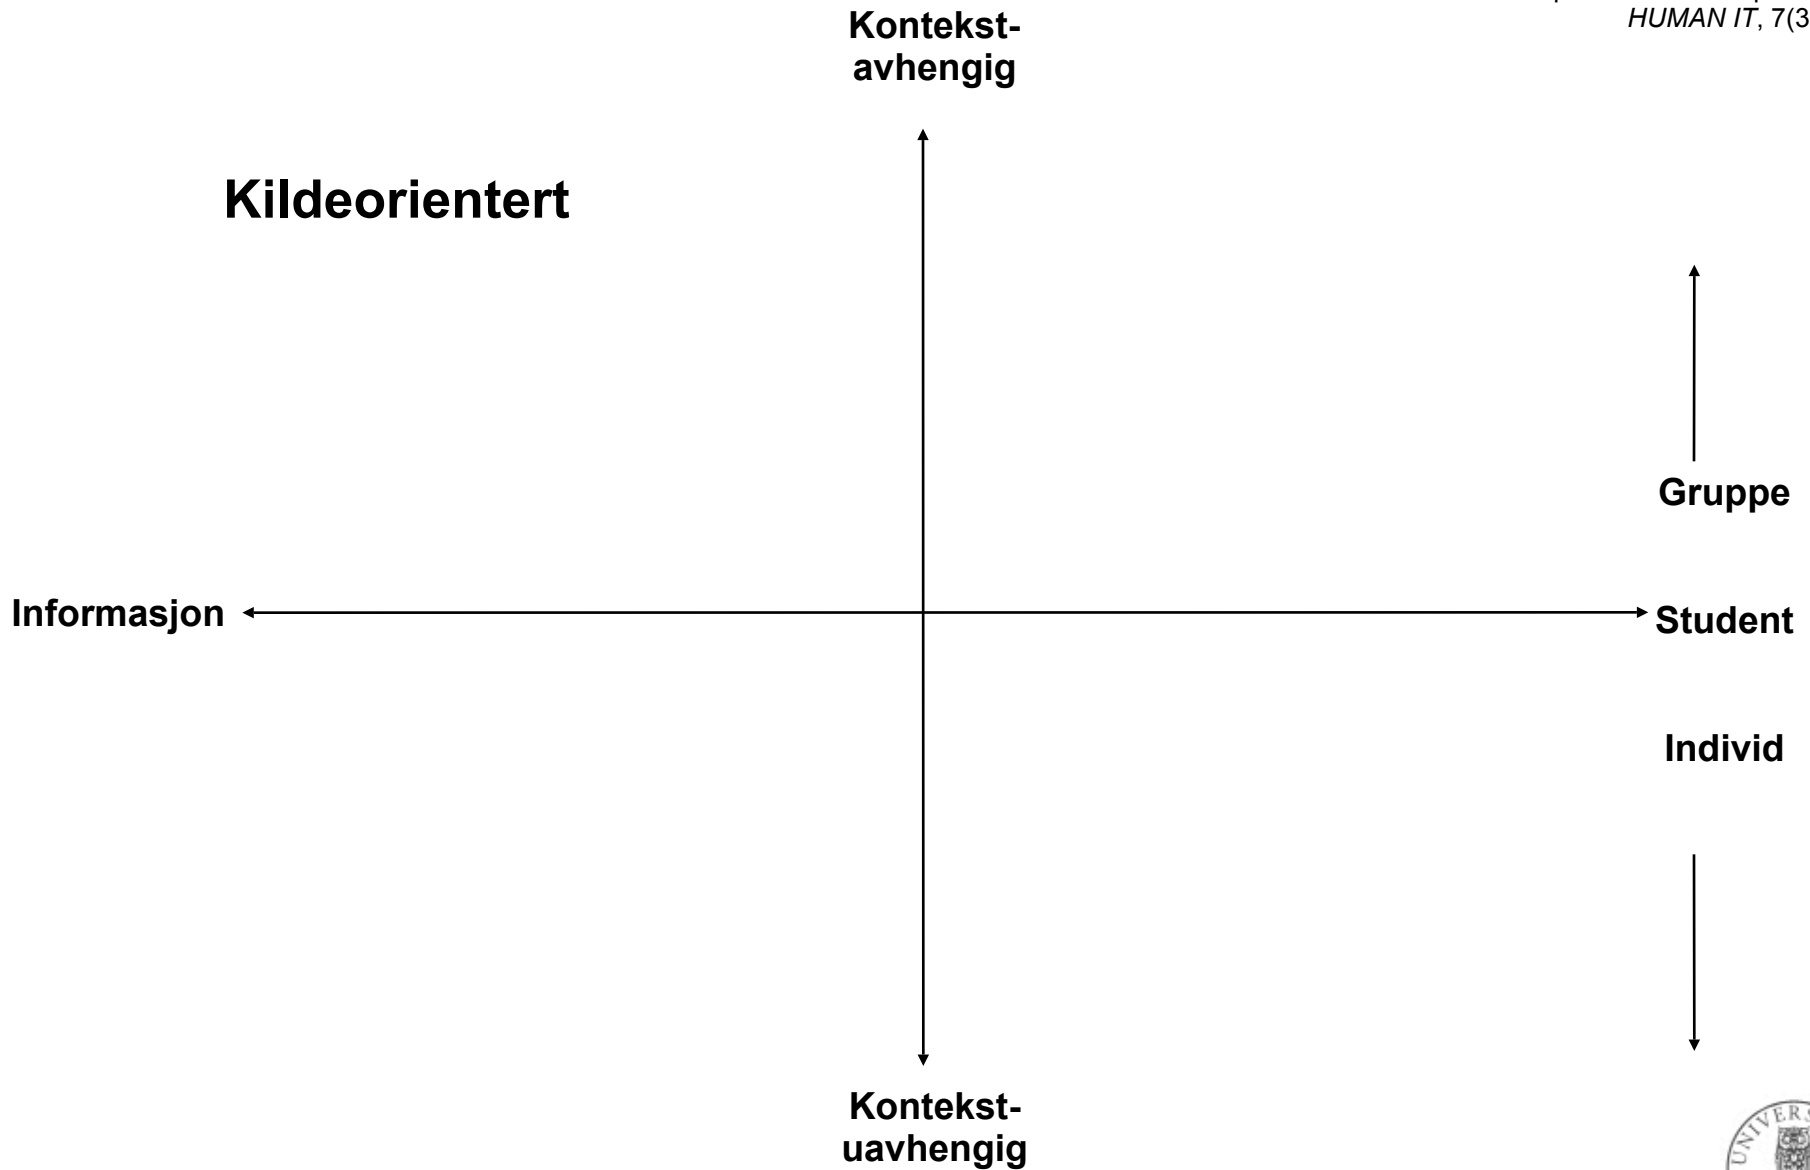 HUMAN IT, 7(3
Kontekst-
avhengig
Kildeorientert
Gruppe
Informasjon
Student
Individ
Kontekst-
uavhengig